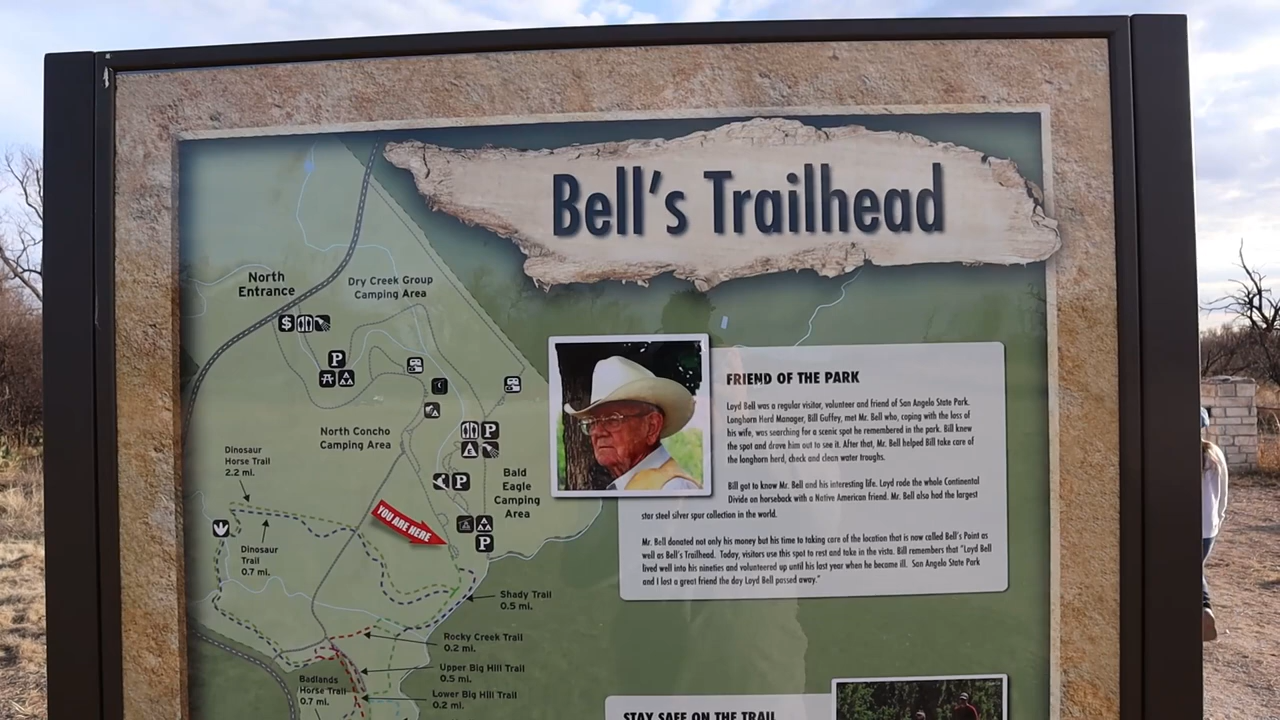 Bell's Trailhead
North
Entrance
Dry Creek Group
Camping Area
$
P
North Concho
Camping Area
P
P
Bald
Eagle
Camping
Area
P
YOU ARE HERE
Dinosaur
Horse Trail
2.2 mi.
Dinosaur
Trail
0.7 mi.
Shady Trail
0.5 mi.
Rocky Creek Trail
0.2 mi.
Upper Big Hill Trail
0.5 mi.
Lower Big Hill Trail
0.2 mi.
Badlands
Horse Trail
0.7 mi.
FRIEND OF THE PARK
Loyd Bell was a regular visitor, volunteer and friend of San Angelo State Park.
Longhorn Herd Manager, Bill Guffey, met Mr. Bell who, coping with the loss of
his wife, was searching for a scenic spot he remembered in the park. Bill knew
the spot and drove him out to see it. After that, Mr. Bell helped Bill take care of
the longhorn herd, check and clean water troughs.
Bill got to know Mr. Bell and his interesting life. Loyd rode the whole Continental
Divide on horseback with a Native American friend. Mr. Bell also had the largest
star steel silver spur collection in the world.
Mr. Bell donated not only his money but his time to taking care of the location that is now called Bell's Point as
well as Bell's Trailhead. Today, visitors use this spot to rest and take in the vista. Bill remembers that "Loyd Bell
lived well into his nineties and volunteered up until his last year when he became ill. San Angelo State Park
and I lost a great friend the day Loyd Bell passed away."
STAY SAFE ON THE TRAIL